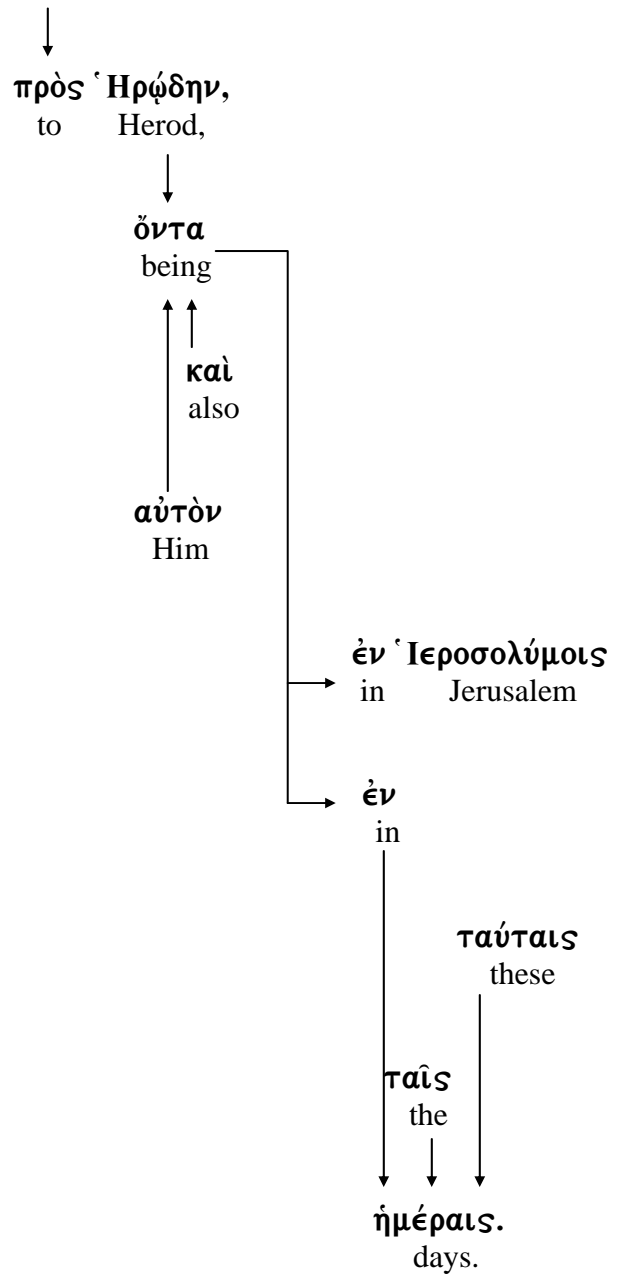 πρὸς Ἡρῴδην,
to Herod,
ὄντα
being
καὶ
also
αὐτὸν
Him
ἐν Ἱεροσολύμοις
in Jerusalem
ἐν
in
ταύταις
these
ταῖς
the
ἡμέραις.
days.